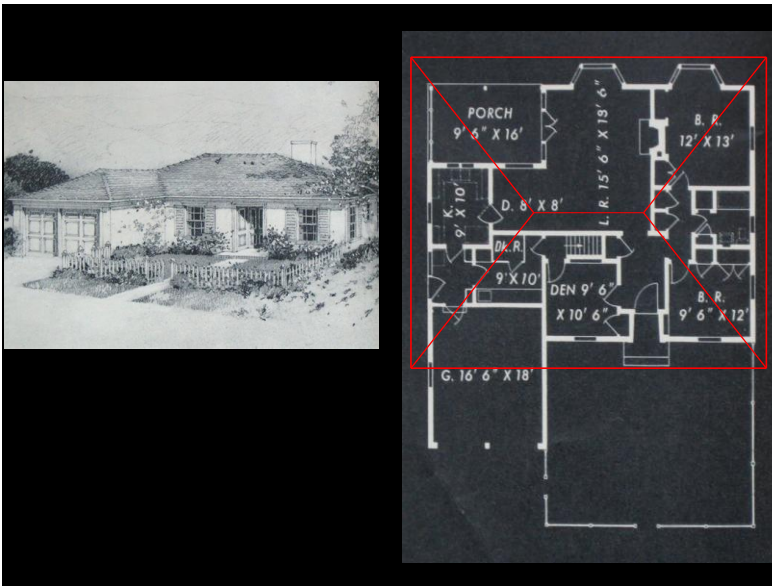 PORCH
9' 6" X 16'
L. R. 15' 6" X 13' 6"
B. R.
12' X 13'
K.
9' X 10'
D. 8' X 8'
DK. R.
9' X 10'
DEN 9' 6"
X 10' 6"
B. R.
9' 6" X 12'
G. 16' 6" X 18'